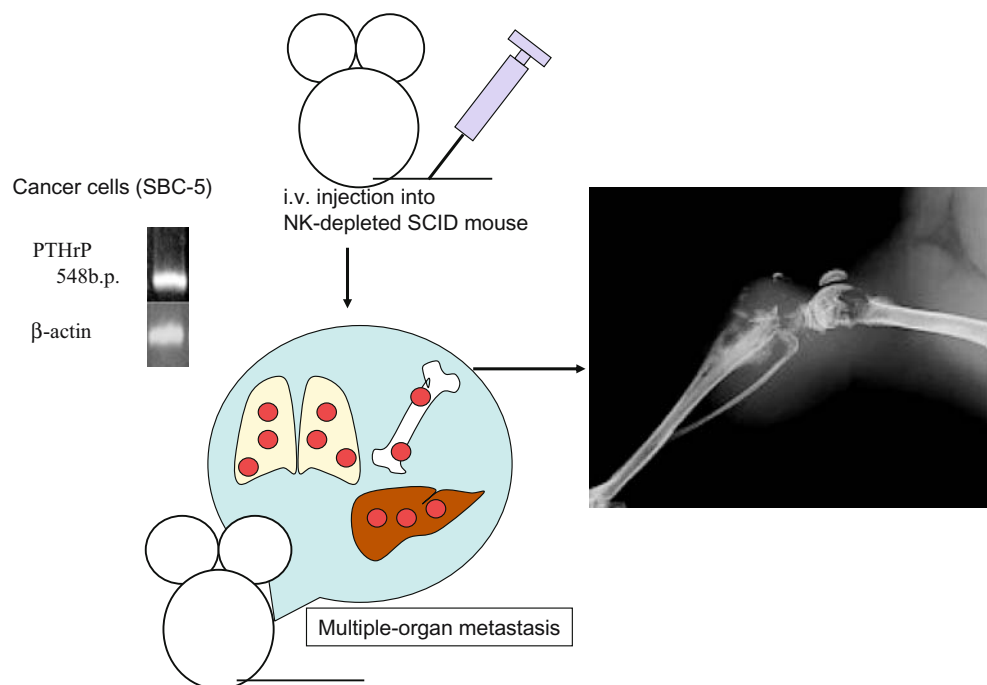 i.v. injection into
NK-depleted SCID mouse
Cancer cells (SBC-5)
PTHrP
548b.p.
β-actin
Multiple-organ metastasis